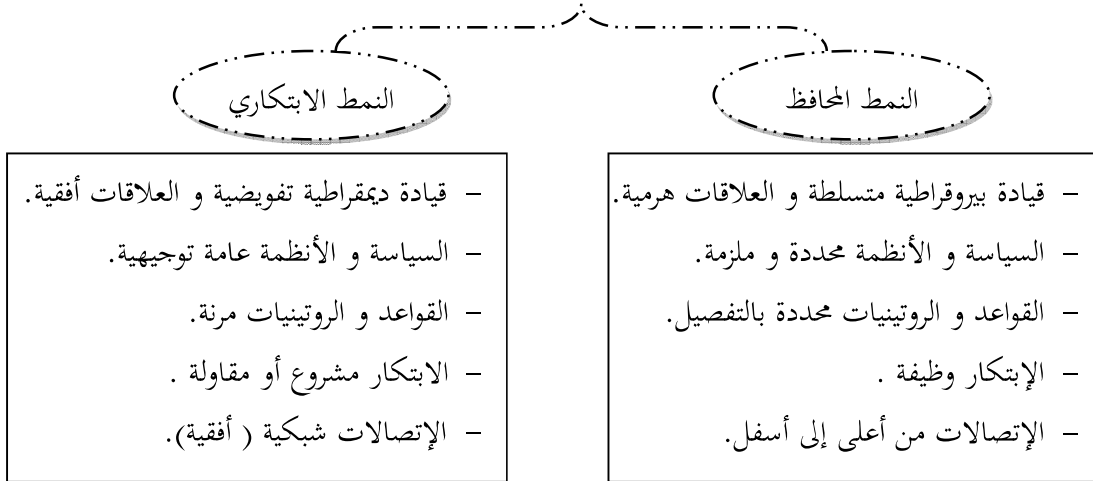 النمط المحافظ
– قيادة بيروقراطية متسلطة و العلاقات هرمية.
– السياسة و الأنظمة محددة و ملزمة.
– القواعد و الروتينيات محددة بالتفصيل.
– الإبتكار وظيفة .
– الإتصالات من أعلى إلى أسفل.
النمط الابتكاري
– قيادة ديمقراطية تفويضية و العلاقات أفقية.
– السياسة و الأنظمة عامة توجيهية.
– القواعد و الروتينيات مرنة.
– الابتكار مشروع أو مقاولة .
– الإتصالات شبكية ( أفقية).